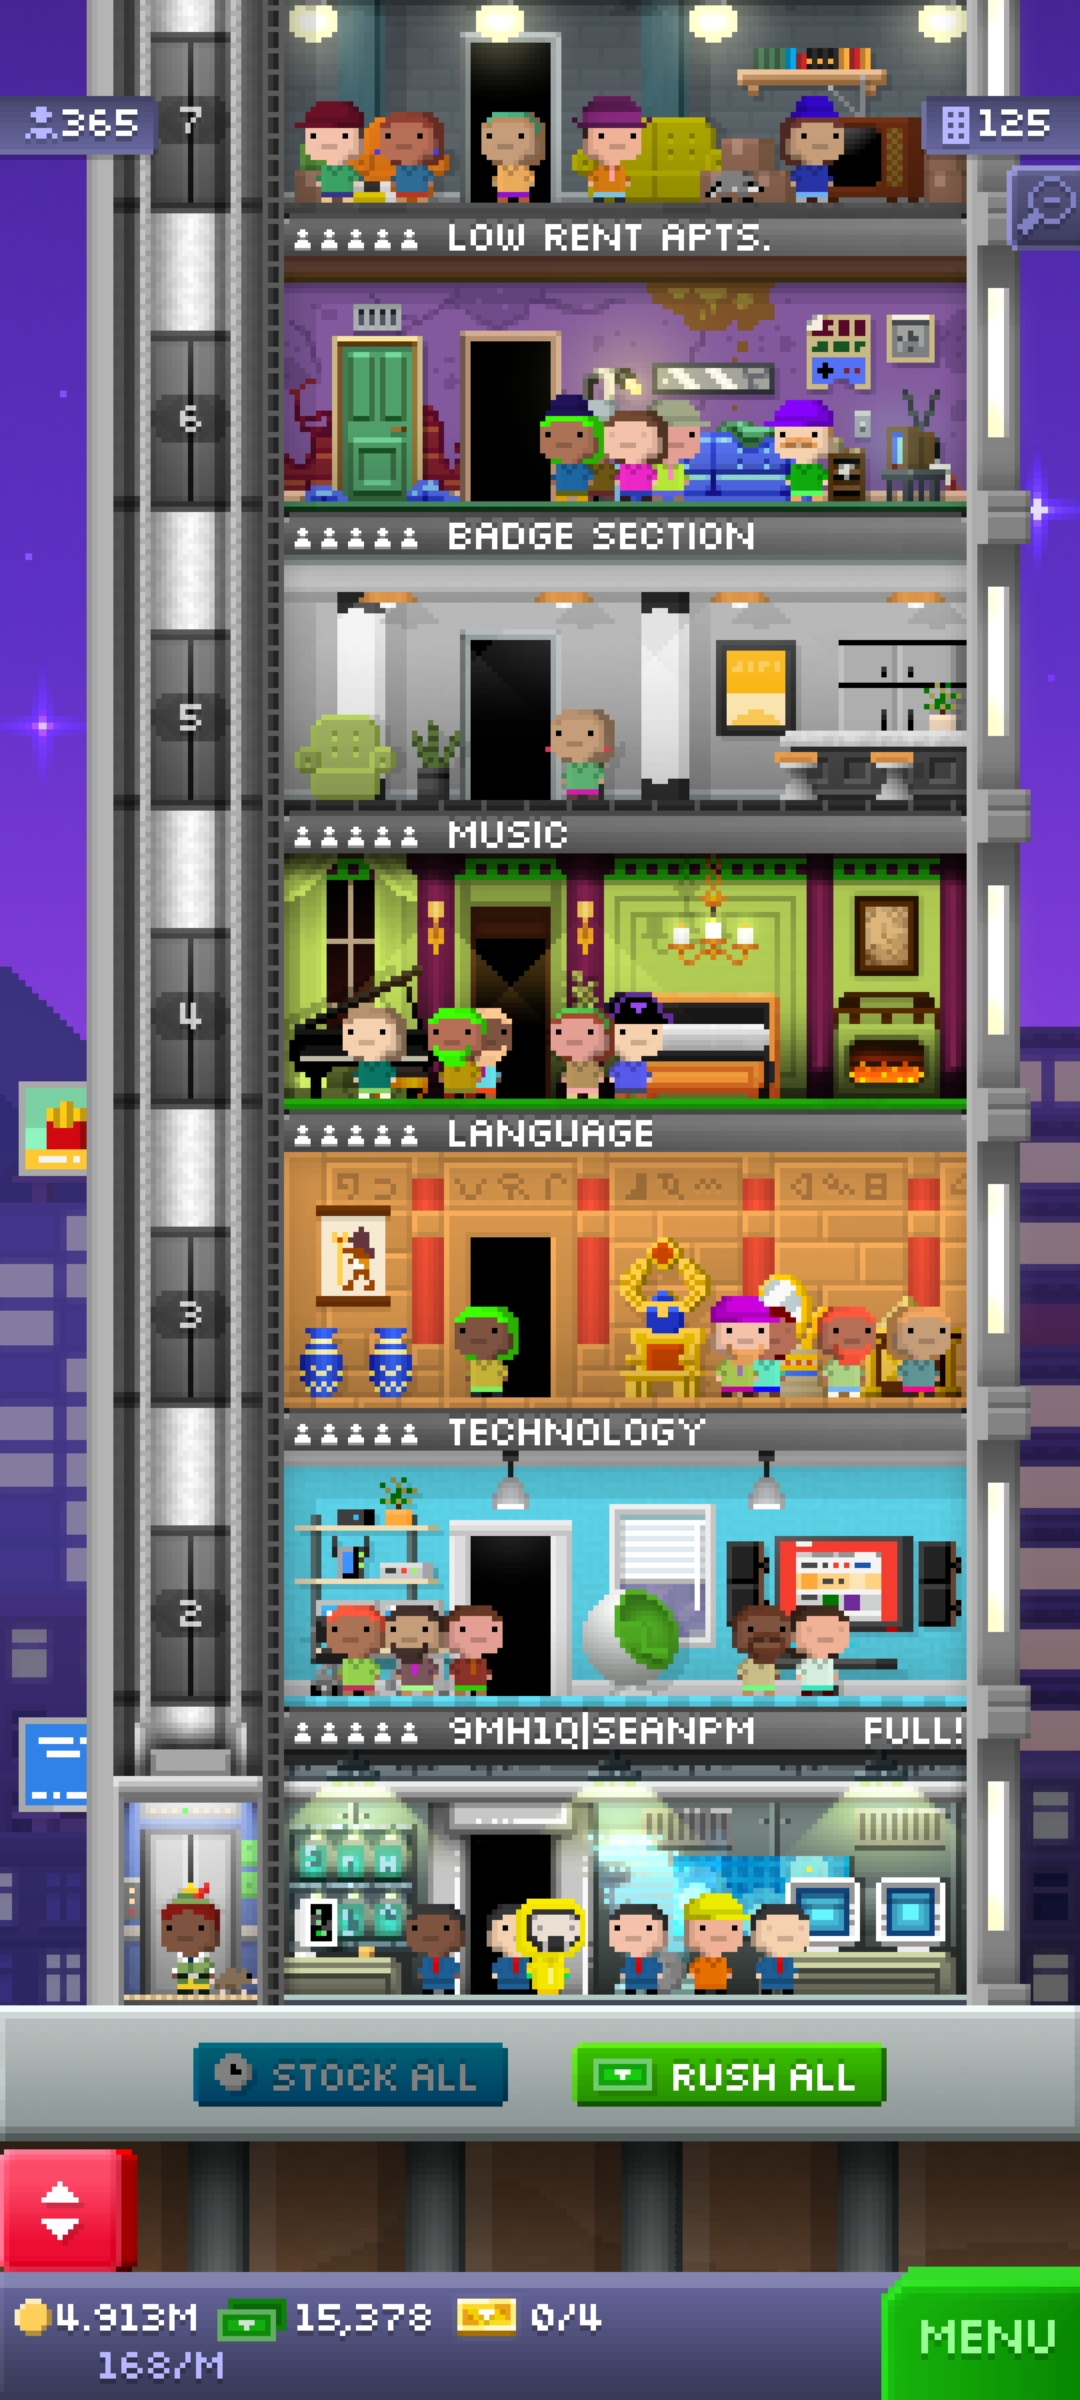 365
7
125
LOW RENT APTS.
6
BADGE SECTION
5
MUSIC
4
LANGUAGE
3
TECHNOLOGY
2
9MH1Q|SEANPM FULL!
STOCK ALL
RUSH ALL
4.913M 15,378 0/4
168/M
MENU